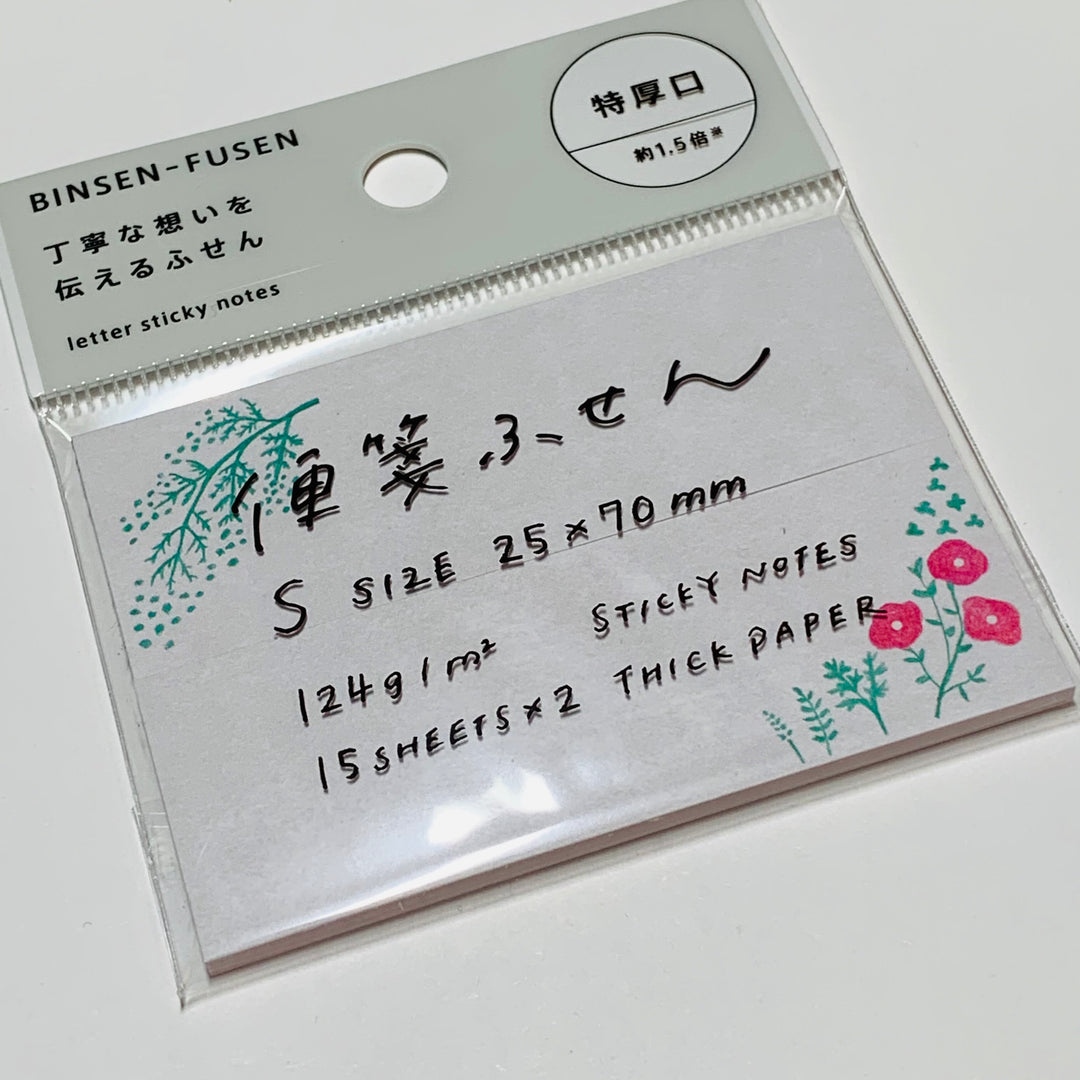 BINSEN-FUSEN
丁寧な想いを
伝えるふせん
letter sticky notes
特厚口
約1.5倍※
便箋ふせん
S SIZE 25×70mm
124g/m² STICKY NOTES
15SHEETS×2 THICK PAPER